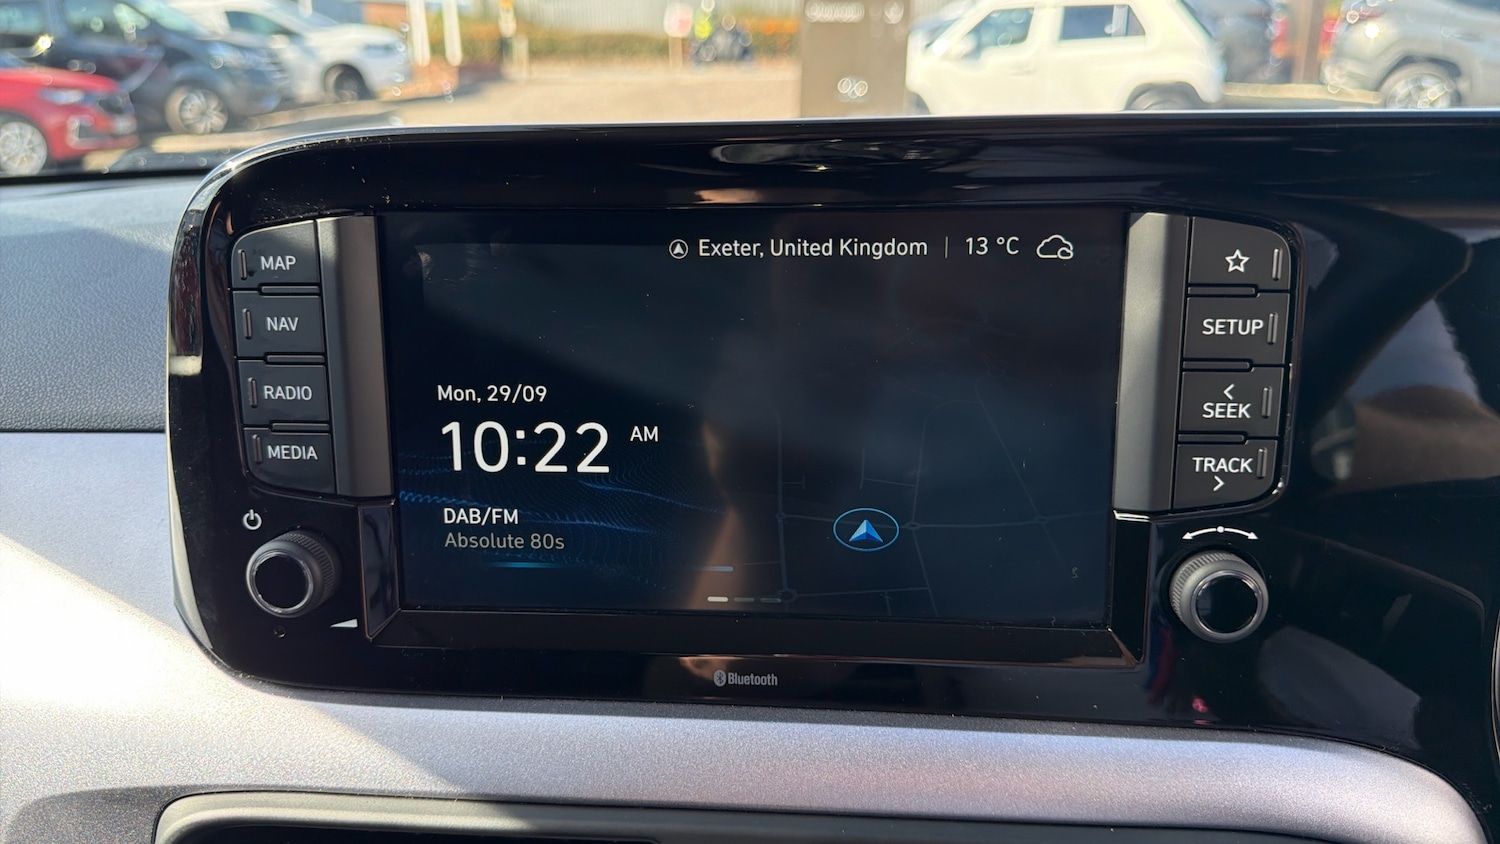 Exeter, United Kingdom | 13 °C
MAP
NAV
RADIO
MEDIA
Mon, 29/09
10:22 AM
DAB/FM
Absolute 80s
SETUP
<
SEEK
TRACK
>
Bluetooth